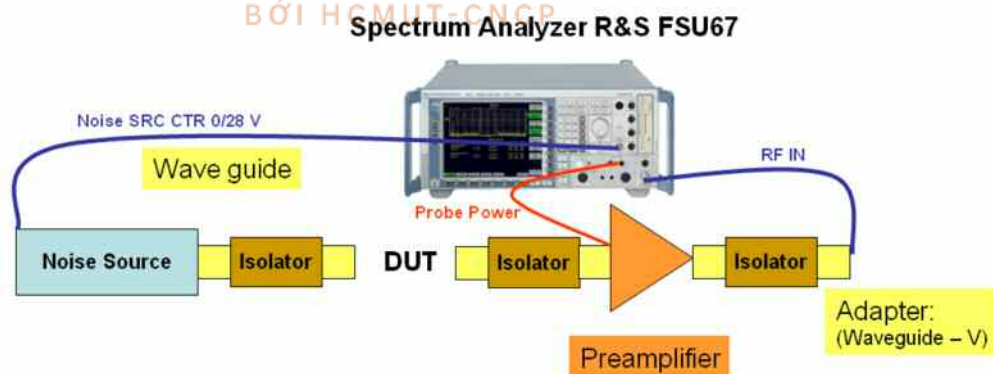 BỞI HCMUT-CNCP
Spectrum Analyzer R&S FSU67
Noise SRC CTR 0/28 V
Wave guide
RF IN
Probe Power
Noise Source
Isolator
DUT
Isolator
Isolator
Adapter:
(Waveguide – V)
Preamplifier